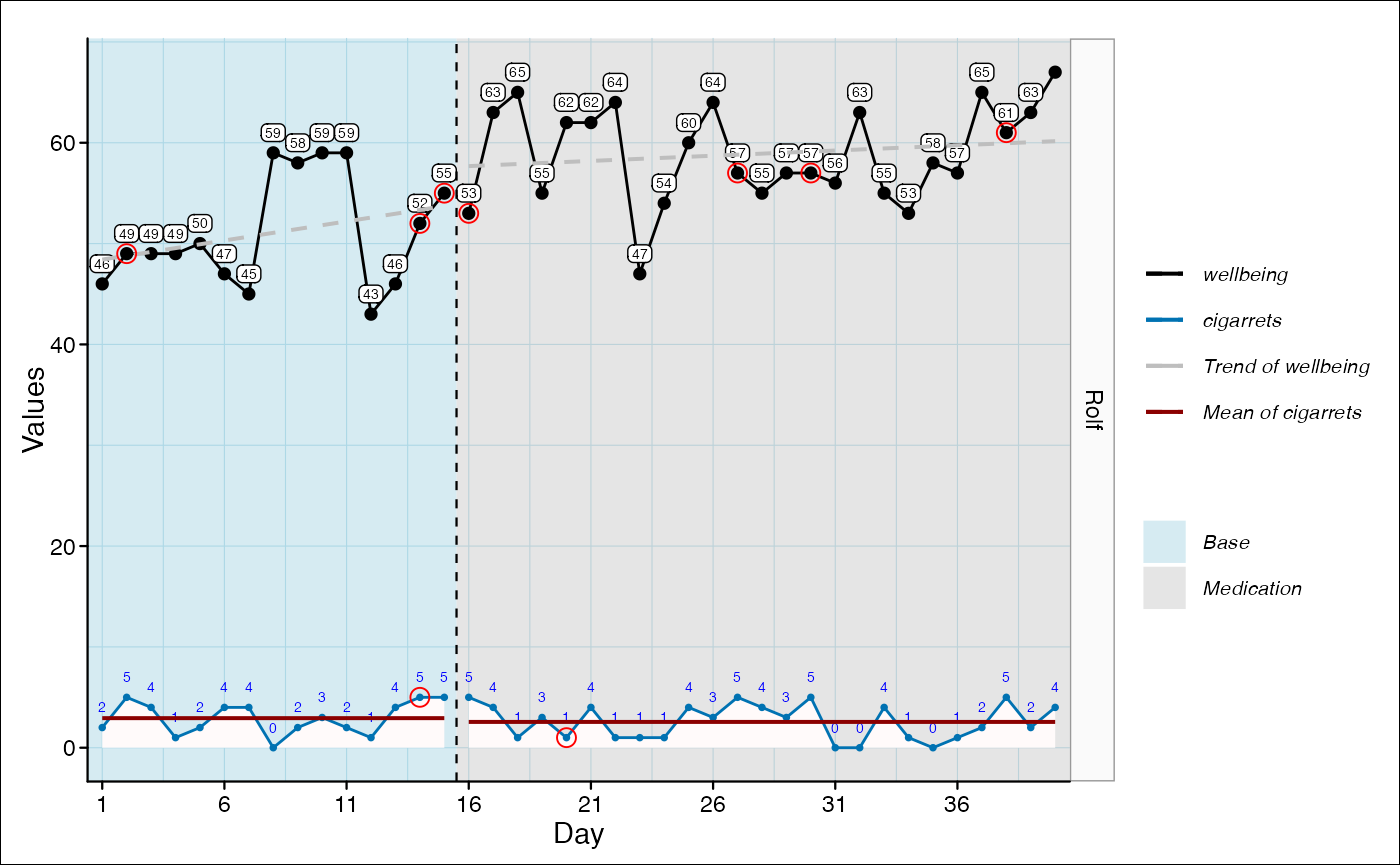 46 49 49 49 50 47 45 59 58 59 59 43 46 52 55 53 63 65 55 62 62 64 47 54 60 64 57 55 57 57 56 63 55 53 58 57 65 61 63
2 5 4 1 2 4 4 0 2 3 2 1 4 5 5 5 4 1 3 1 4 1 1 1 4 3 5 4 3 5 0 0 4 1 0 1 2 5 2 4
60
40
20
0
Values
1 6 11 16 21 26 31 36
Day
Rolf
wellbeing
cigarrets
Trend of wellbeing
Mean of cigarrets
Base
Medication